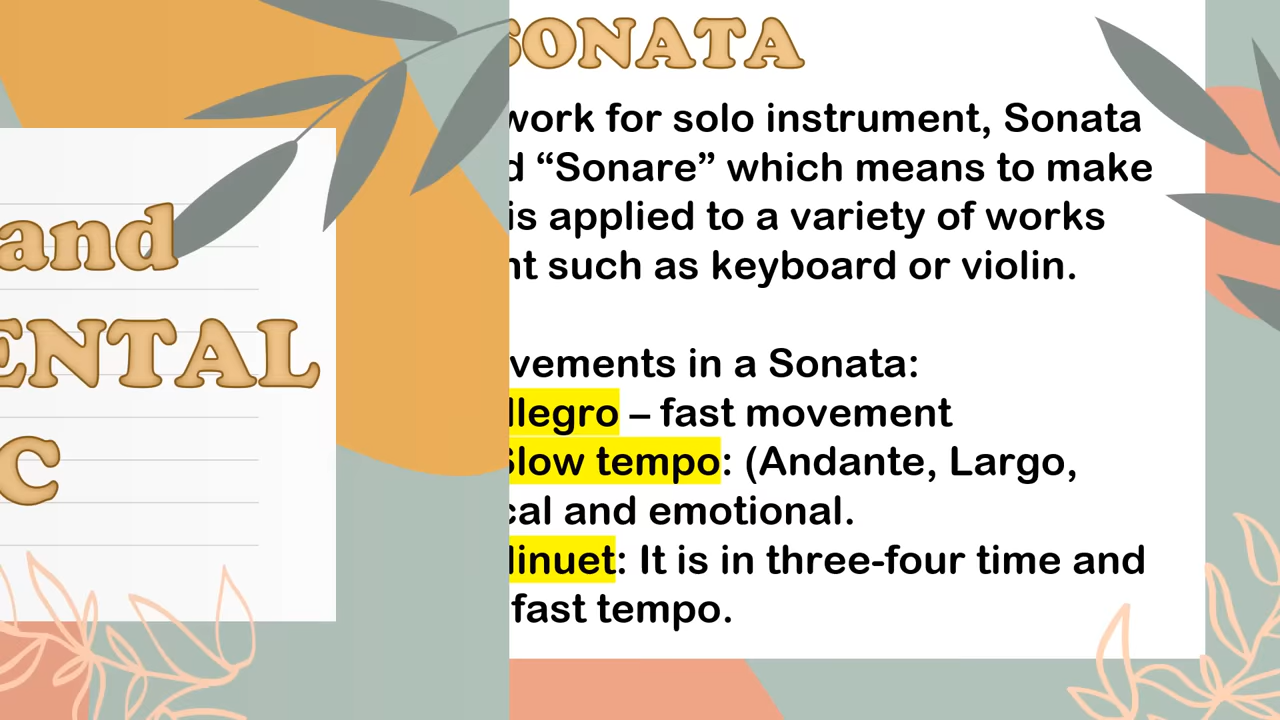 and
ENTAL
C
SONATA
work for solo instrument, Sonata
d “Sonare” which means to make
is applied to a variety of works
nt such as keyboard or violin.
vements in a Sonata:
llegro – fast movement
Slow tempo: (Andante, Largo,
cal and emotional.
inuet: It is in three-four time and
fast tempo.